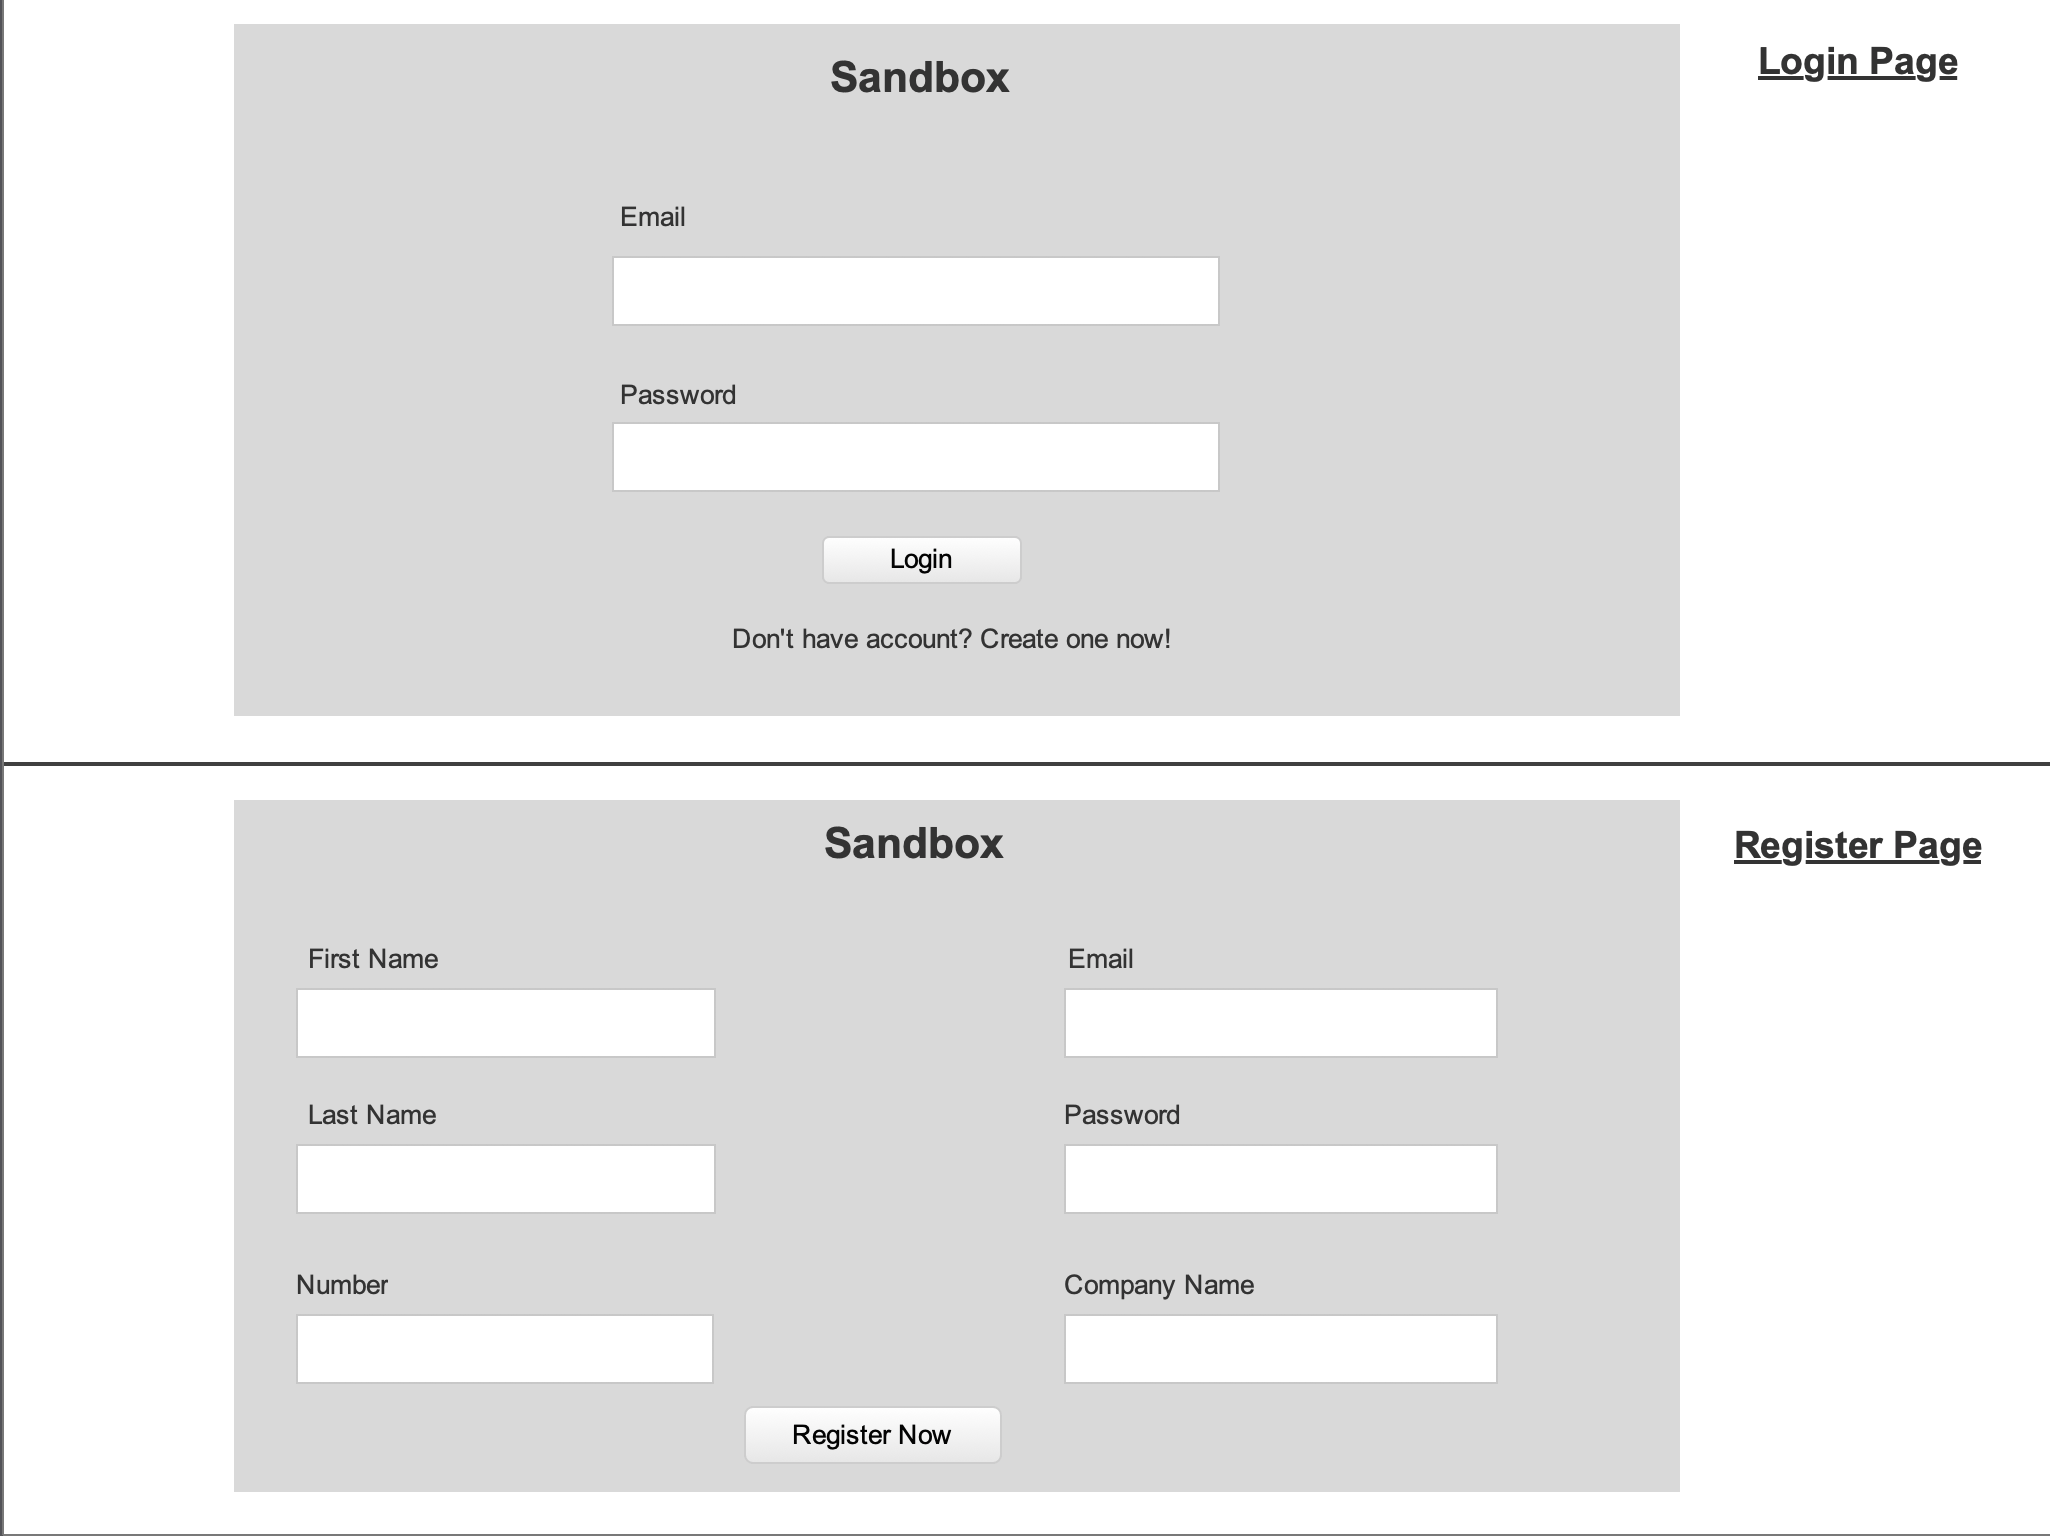 Sandbox
Login Page
Email
Password
Login
Don't have account? Create one now!
Sandbox
Register Page
First Name
Email
Last Name
Password
Number
Company Name
Register Now